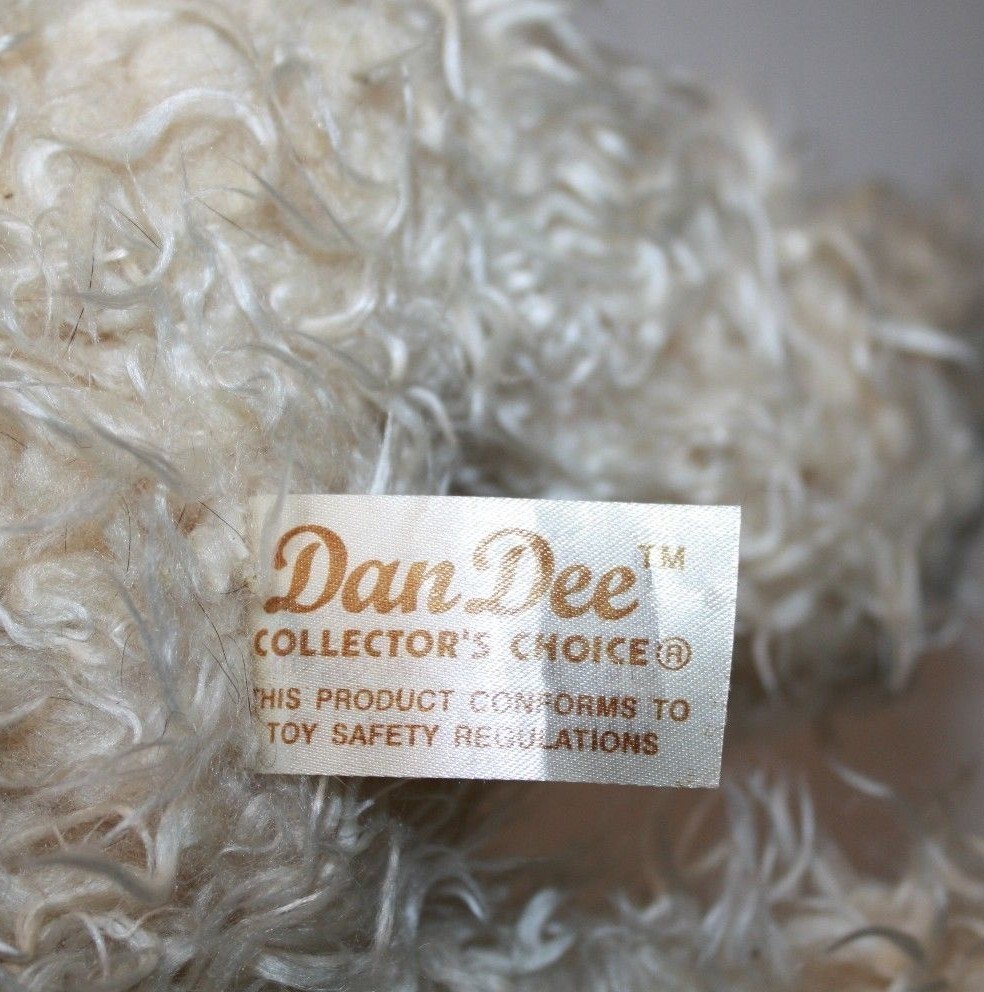 Dan Dee™
COLLECTOR'S CHOICE®
THIS PRODUCT CONFORMS TO
TOY SAFETY REGULATIONS